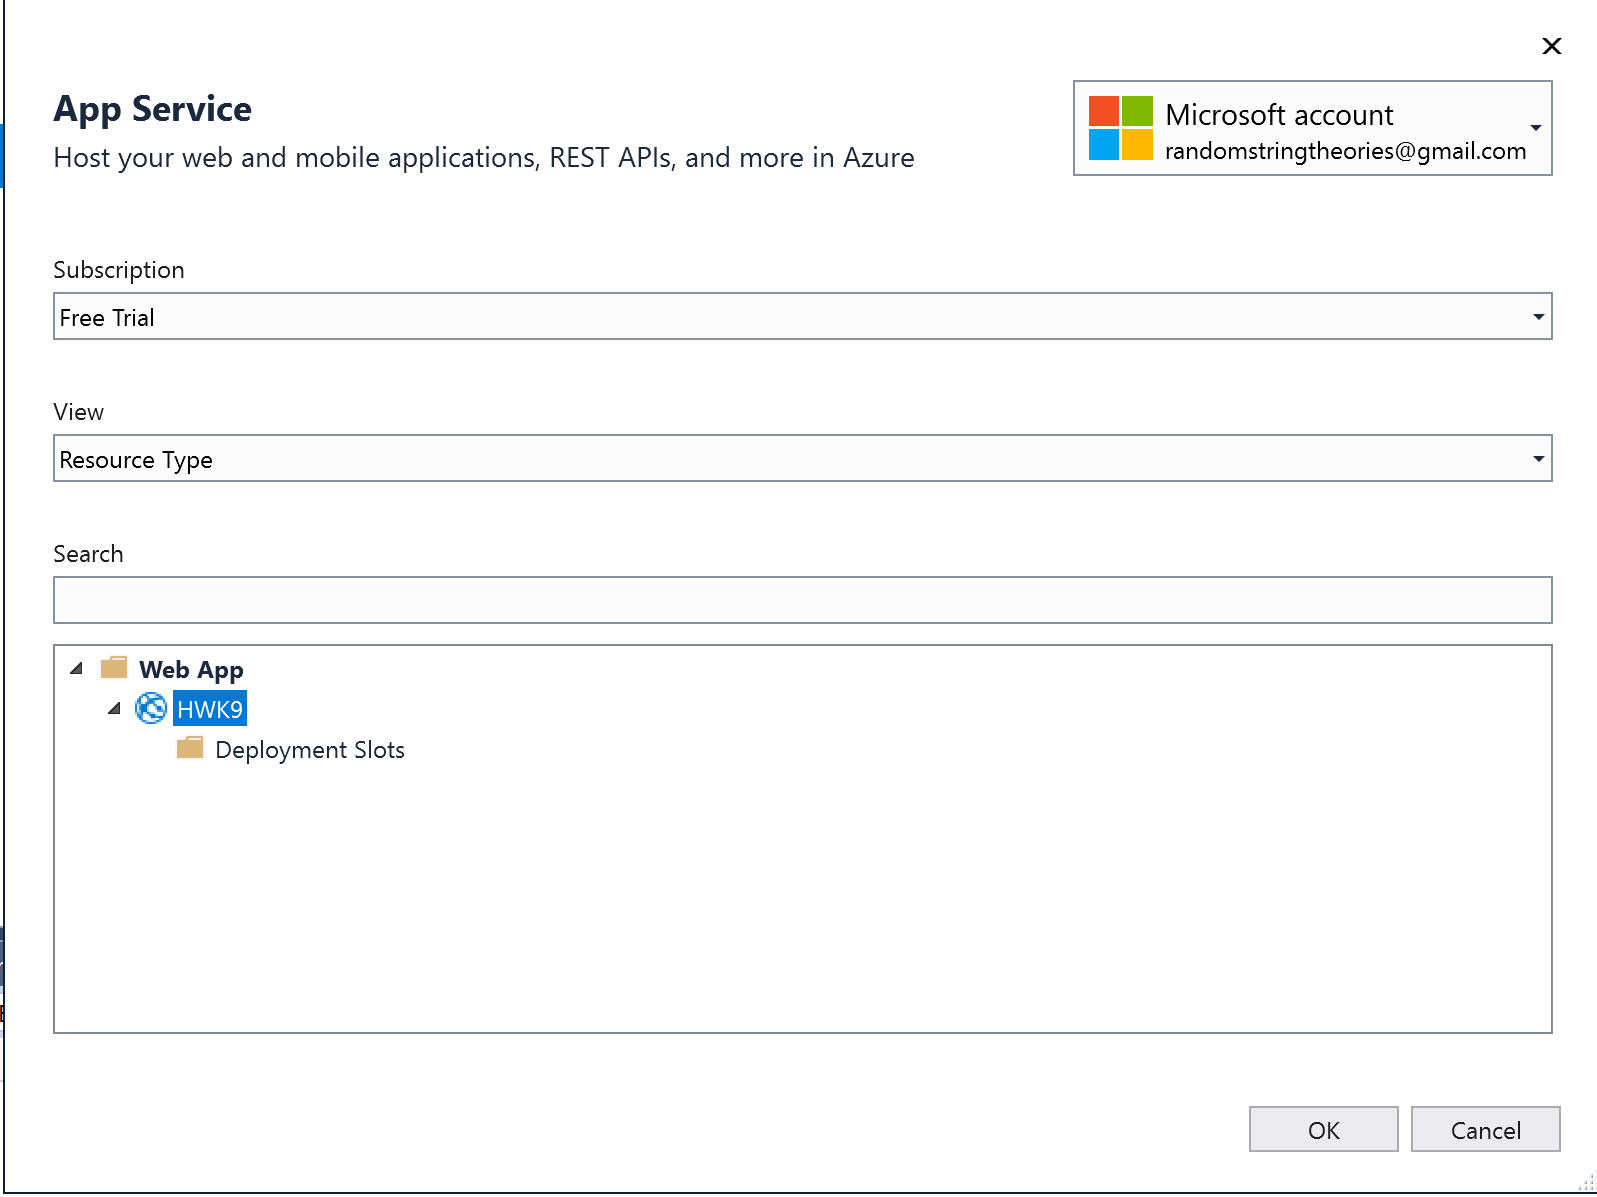 App Service
Host your web and mobile applications, REST APIs, and more in Azure
Microsoft account
randomstringtheories@gmail.com
Subscription
Free Trial
View
Resource Type
Search
Web App
HWK9
Deployment Slots
OK
Cancel